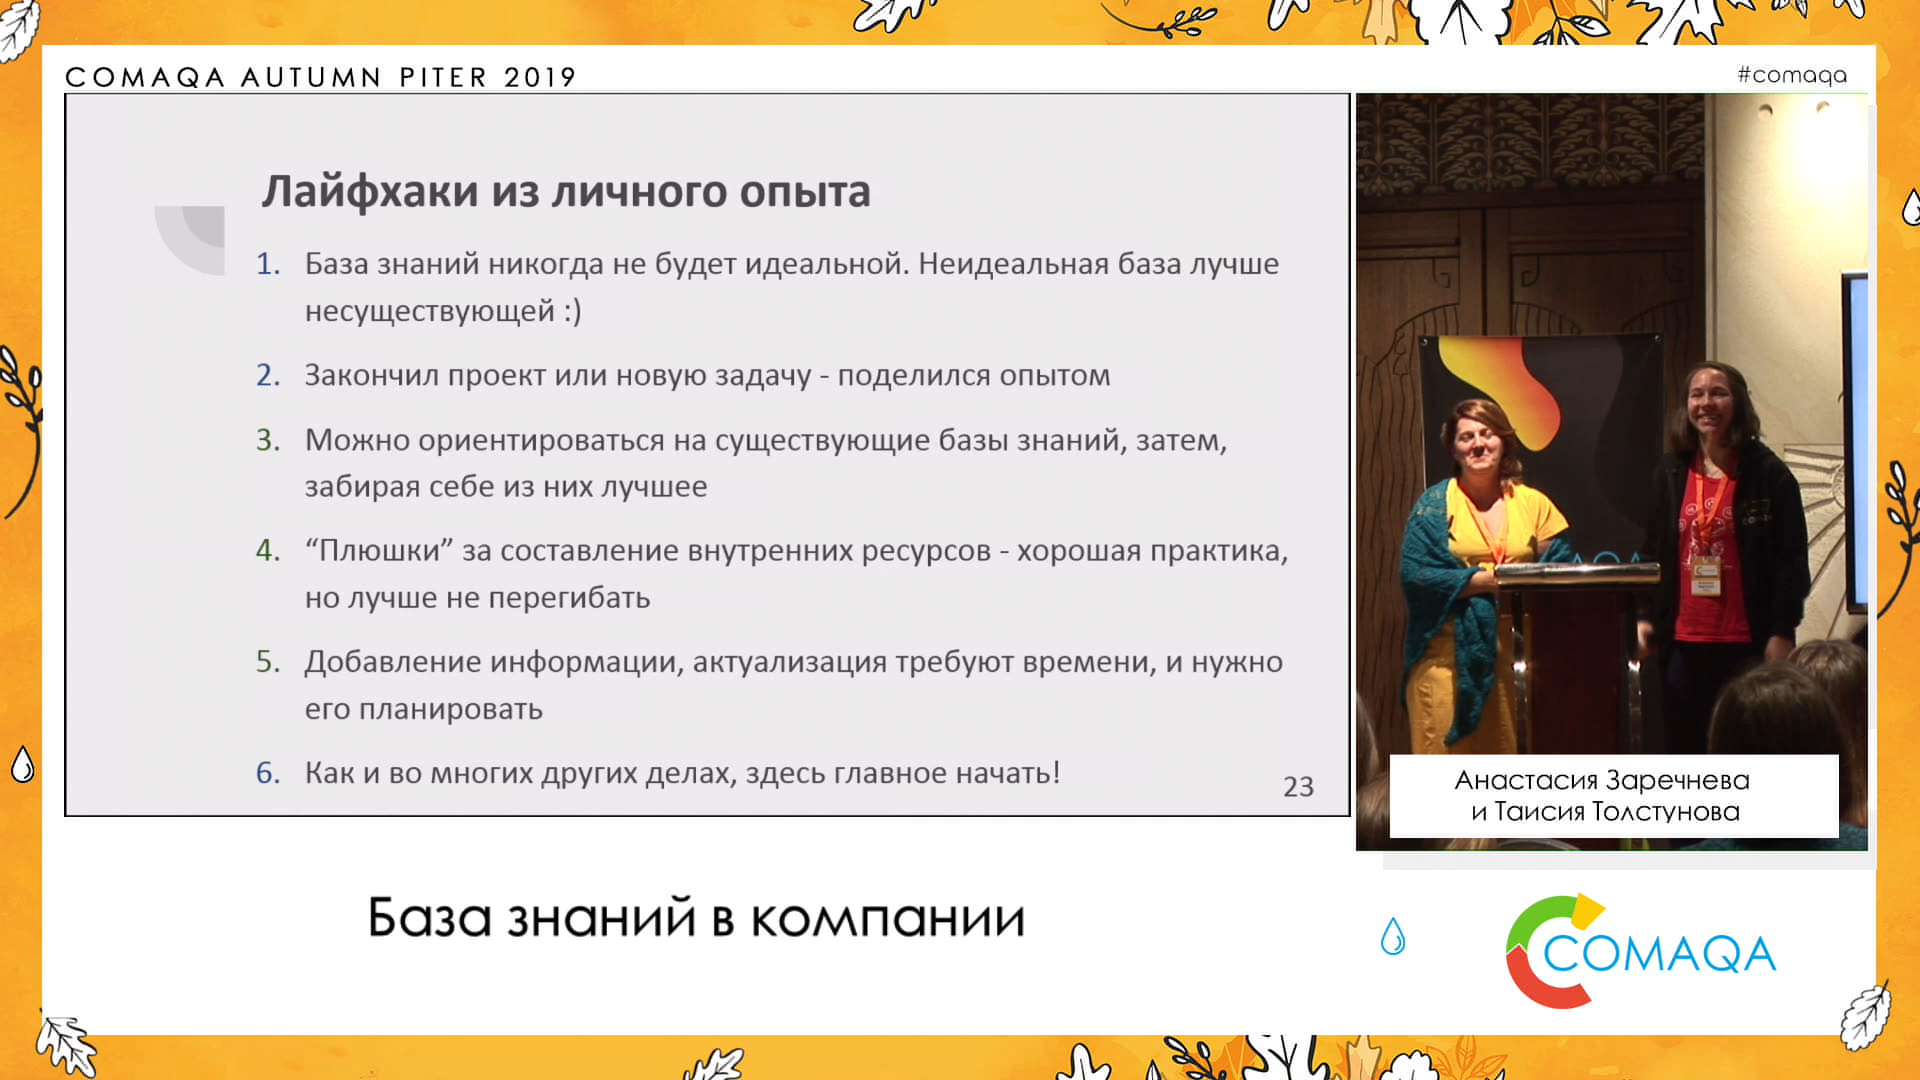 COMAQA AUTUMN PITER 2019
#comaqa
Лайфхаки из личного опыта
1. База знаний никогда не будет идеальной. Неидеальная база лучше
несуществующей :)
2. Закончил проект или новую задачу - поделился опытом
3. Можно ориентироваться на существующие базы знаний, затем,
забирая себе из них лучшее
4. “Плюшки” за составление внутренних ресурсов - хорошая практика,
но лучше не перегибать
5. Добавление информации, актуализация требуют времени, и нужно
его планировать
6. Как и во многих других делах, здесь главное начать!
23
Анастасия Заречнева
и Таисия Толстунова
База знаний в компании
COMAQA